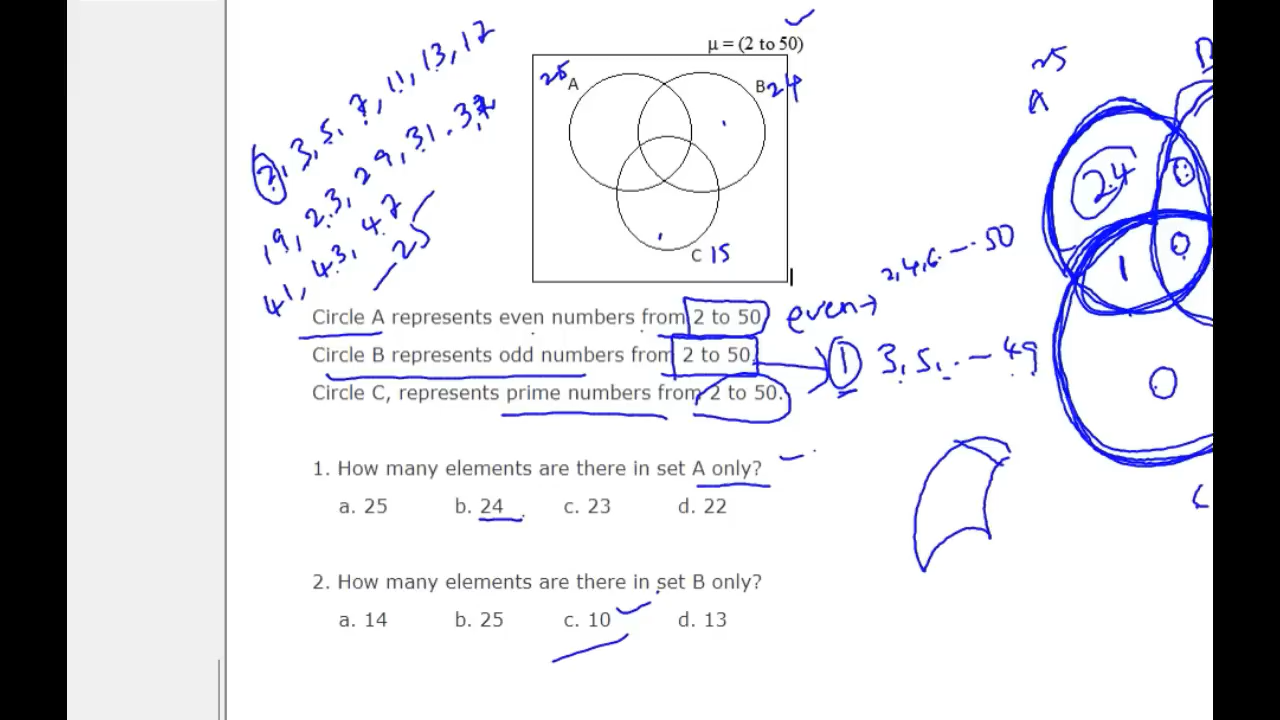 μ = (2 to 50)
25
A
B 24
C 15
2, 3, 5, 7, 11, 13, 17
19, 23, 29, 31, 37,
41, 43, 47
25
25
A
B
24
0
0
1
0
C
Circle A represents even numbers from 2 to 50 even→ 2,4,6 --- 50
Circle B represents odd numbers from 2 to 50. 1 3, 5, --- 49
Circle C, represents prime numbers from 2 to 50.
1. How many elements are there in set A only?
a. 25 b. 24 c. 23 d. 22
2. How many elements are there in set B only?
a. 14 b. 25 c. 10 d. 13